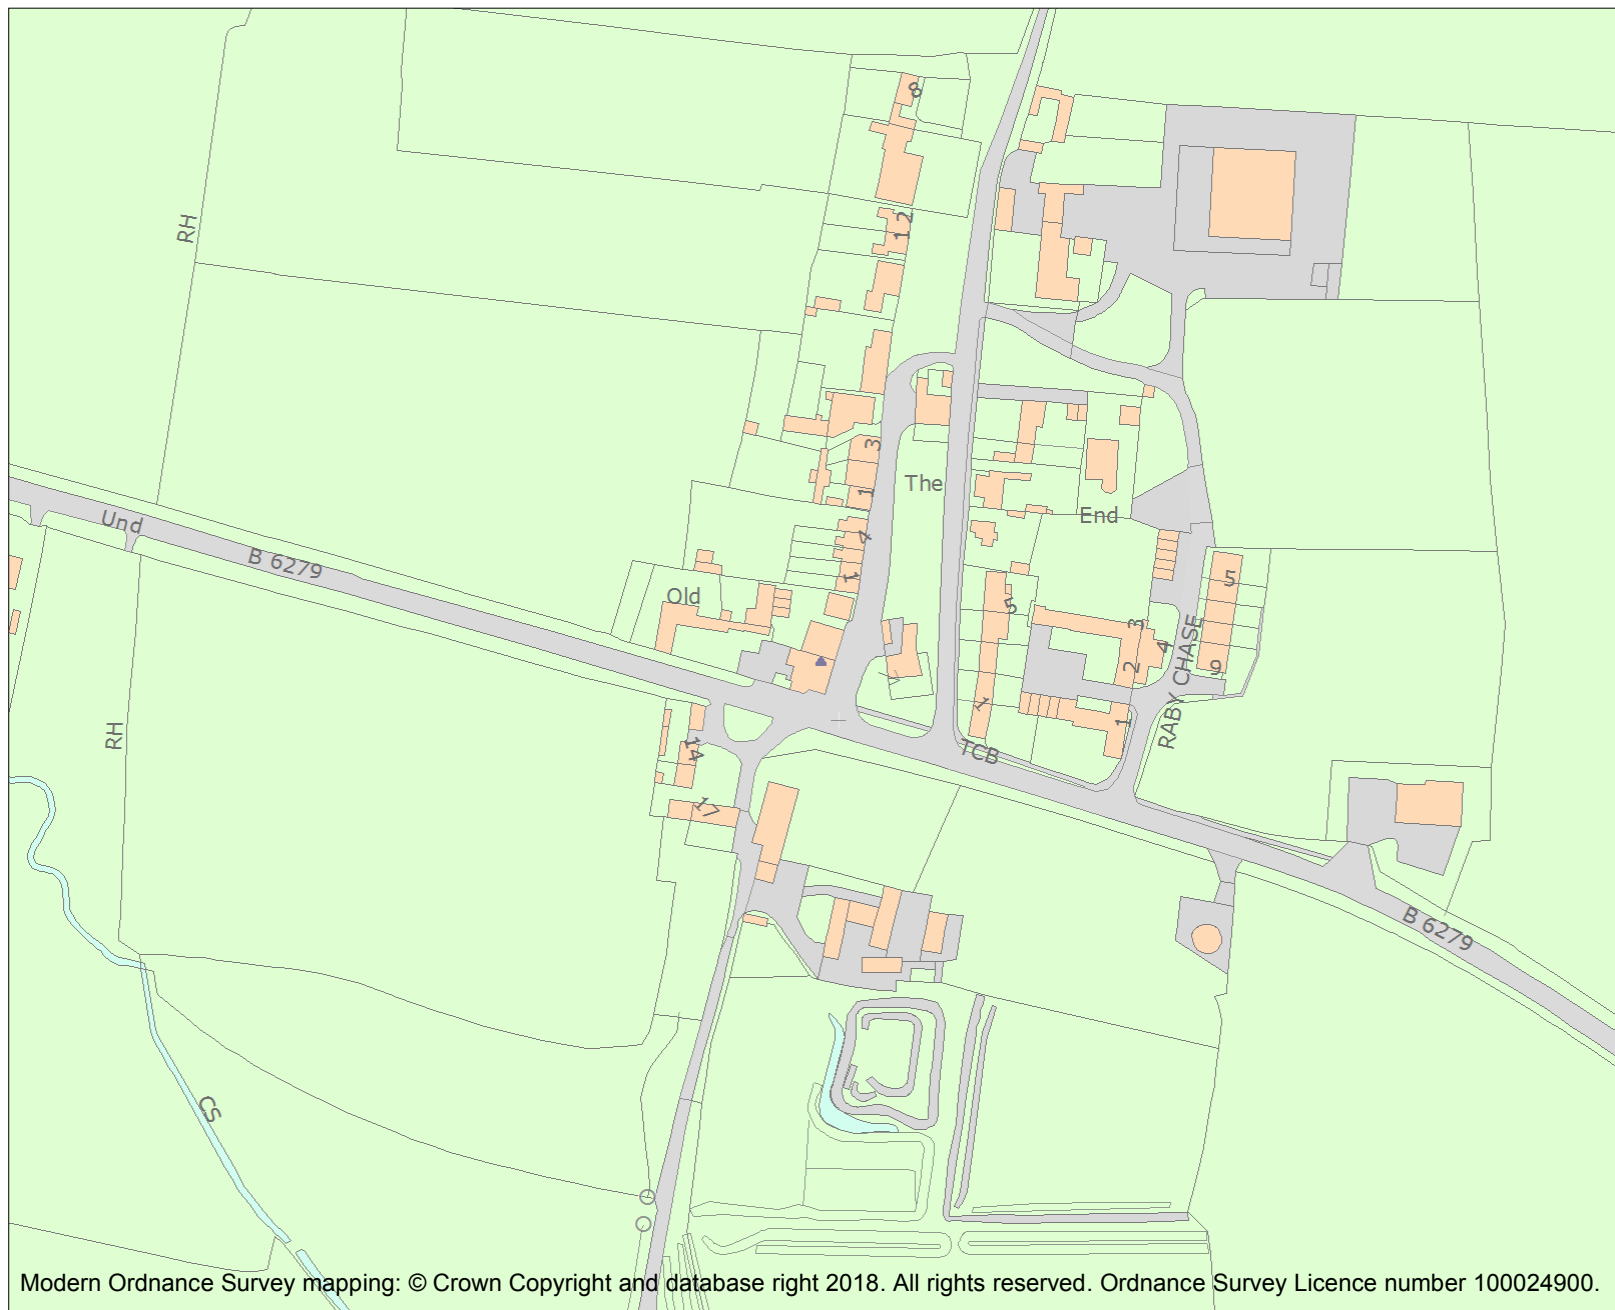 8
RH
12
3
The
1
End
Und
4
B 6279
1
5
Old
5
3
4
2
9
RABY CHASE
1
1
RH
14
TCB
17
B 6279
CS
Modern Ordnance Survey mapping: © Crown Copyright and database right 2018. All rights reserved. Ordnance Survey Licence number 100024900.